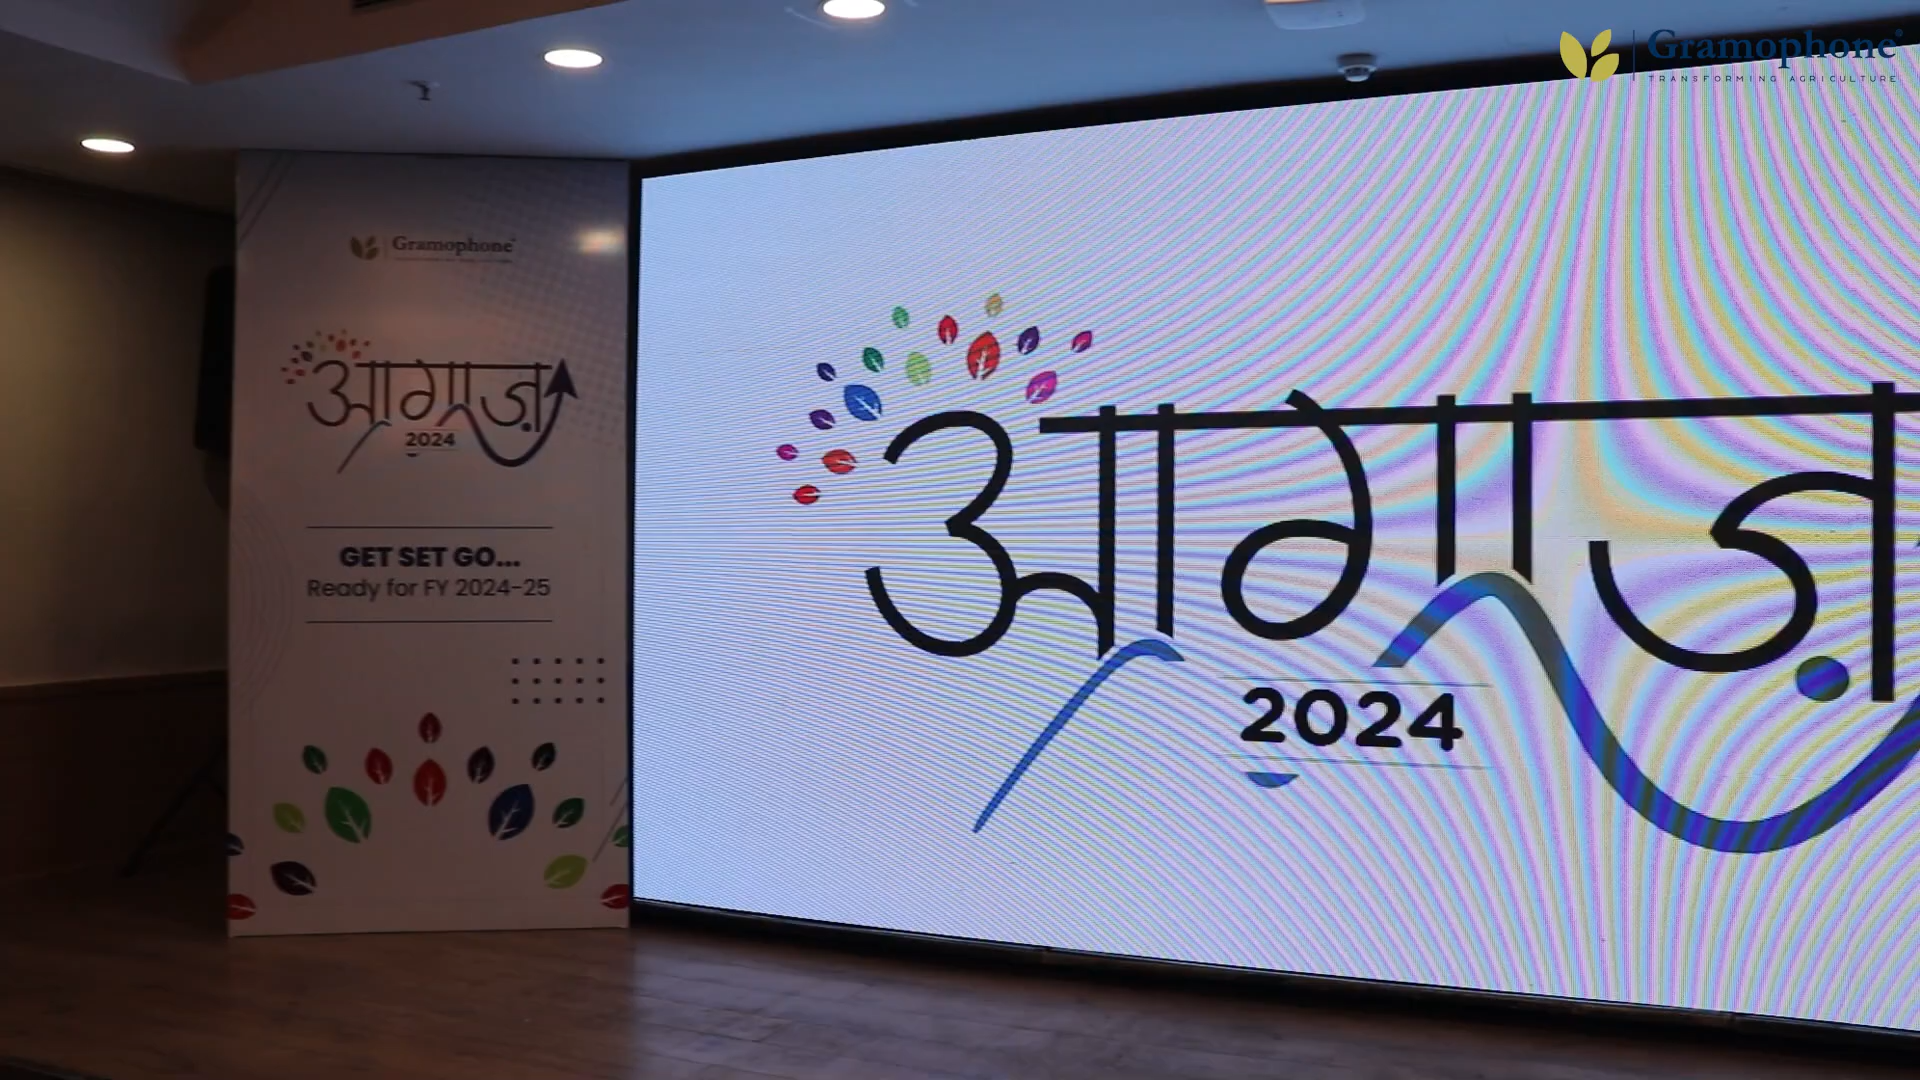 Gramophone
TRANSFORMING AGRICULTURE
Gramophone
आगाज़
2024
GET SET GO...
Ready for FY 2024-25
आगाज़
2024